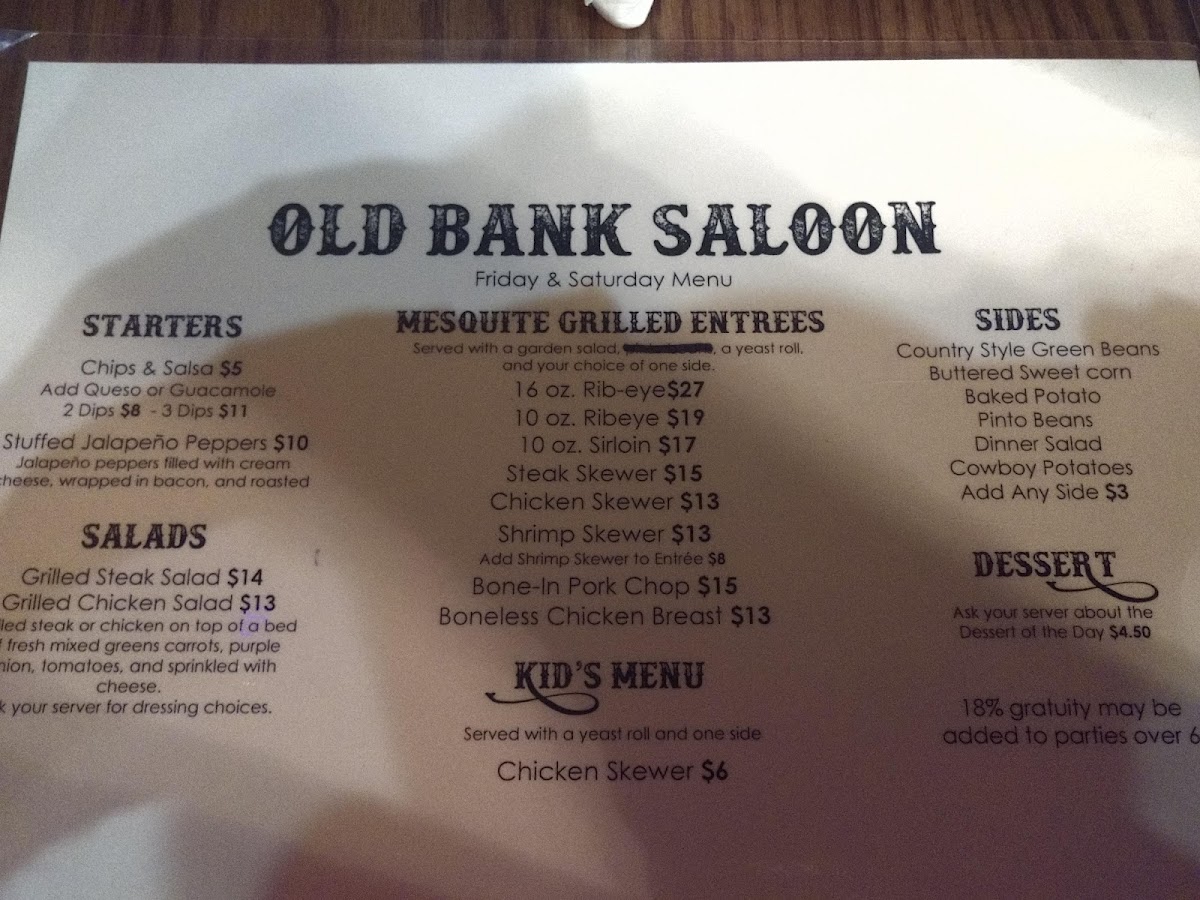 OLD BANK SALOON
Friday & Saturday Menu
STARTERS
Chips & Salsa $5
Add Queso or Guacamole
2 Dips $8 - 3 Dips $11
Stuffed Jalapeño Peppers $10
Jalapeño peppers filled with cream
cheese, wrapped in bacon, and roasted
SALADS
Grilled Steak Salad $14
Grilled Chicken Salad $13
led steak or chicken on top of a bed
f fresh mixed greens carrots, purple
nion, tomatoes, and sprinkled with
cheese.
k your server for dressing choices.
MESQUITE GRILLED ENTREES
Served with a garden salad, , a yeast roll,
and your choice of one side.
16 oz. Rib-eye$27
10 oz. Ribeye $19
10 oz. Sirloin $17
Steak Skewer $15
Chicken Skewer $13
Shrimp Skewer $13
Add Shrimp Skewer to Entrée $8
Bone-In Pork Chop $15
Boneless Chicken Breast $13
KID'S MENU
Served with a yeast roll and one side
Chicken Skewer $6
SIDES
Country Style Green Beans
Buttered Sweet corn
Baked Potato
Pinto Beans
Dinner Salad
Cowboy Potatoes
Add Any Side $3
DESSERT
Ask your server about the
Dessert of the Day $4.50
18% gratuity may be
added to parties over 6